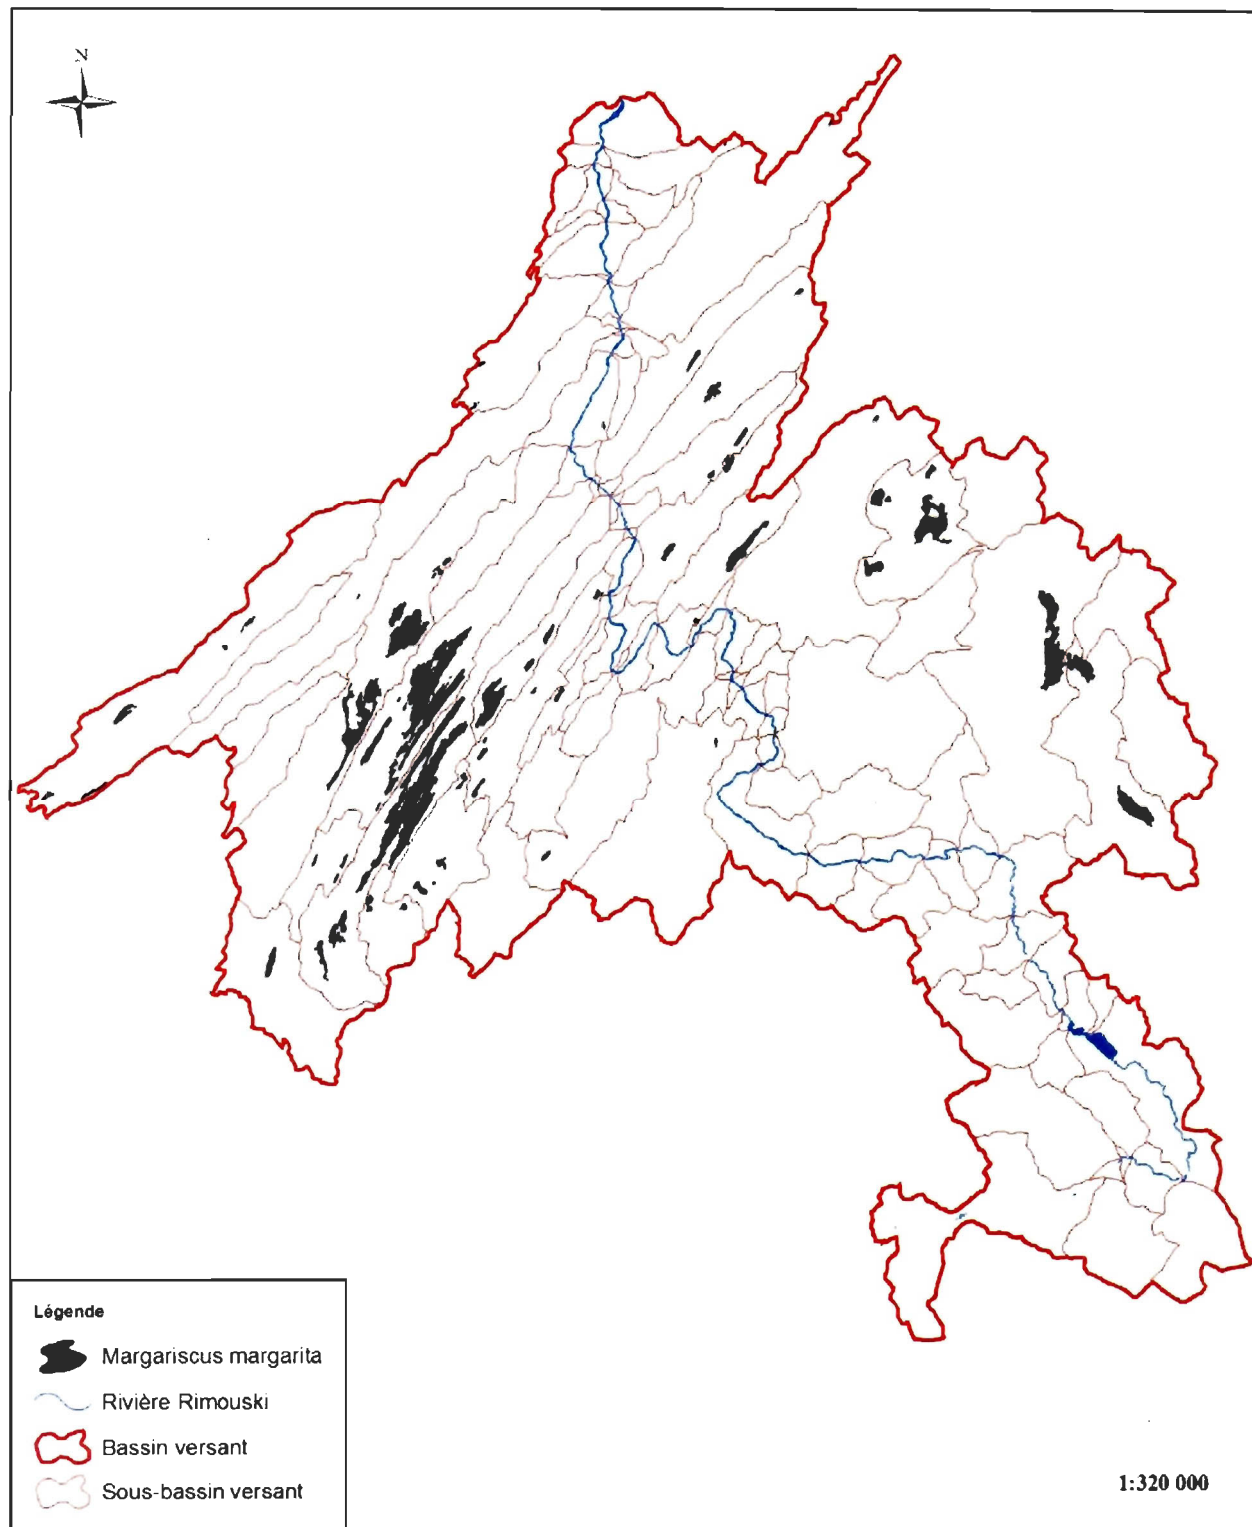 N
Légende
Margariscus margarita
Rivière Rimouski
Bassin versant
Sous-bassin versant
1:320 000